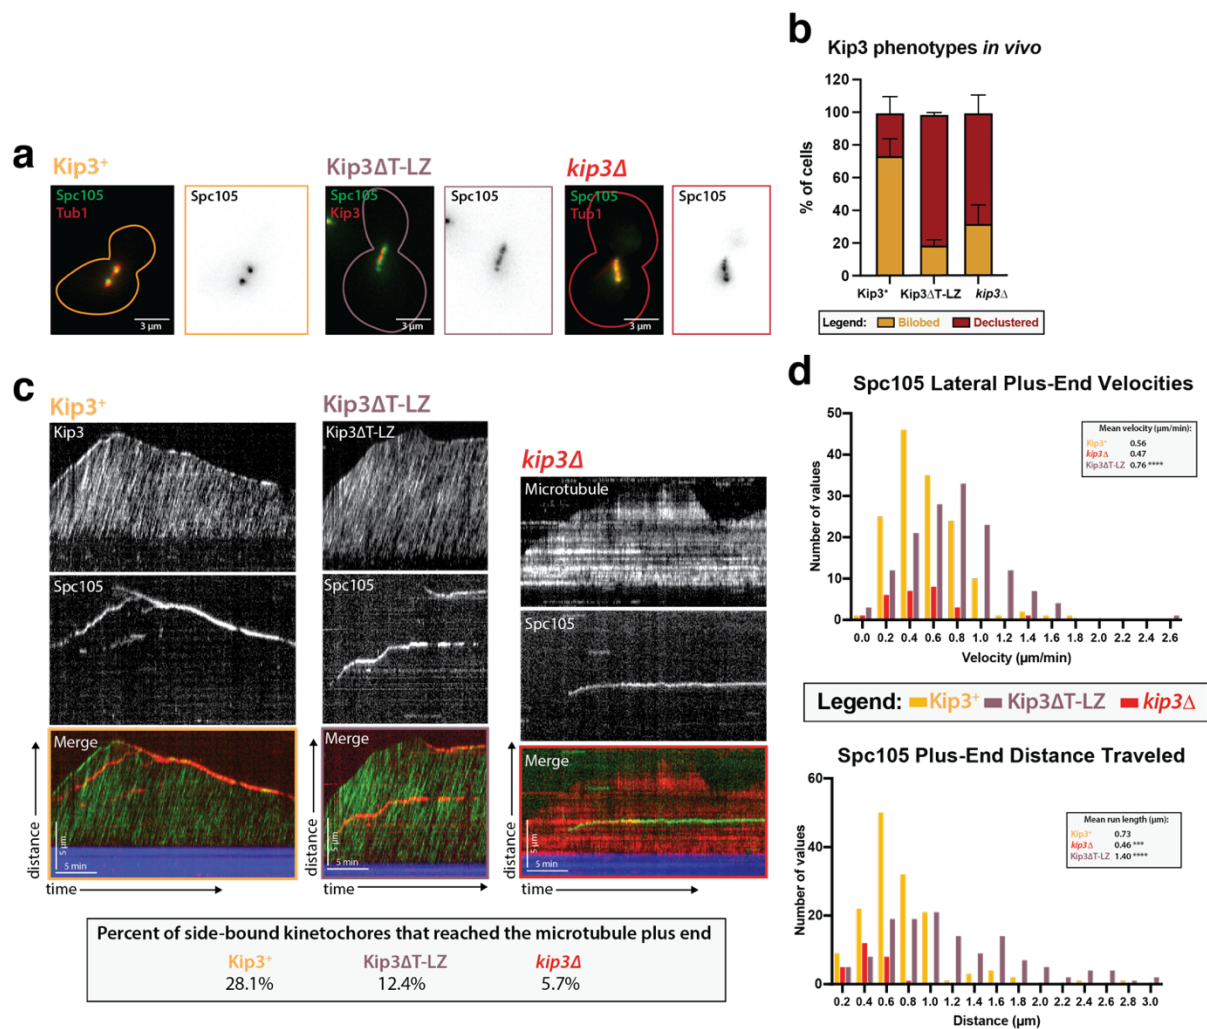 a
Kip3⁺
Kip3ΔT-LZ
kip3Δ
Spc105
Tub1
3 μm
Spc105
Spc105
Kip3
3 μm
Spc105
Spc105
Tub1
3 μm
Spc105
b
Kip3 phenotypes in vivo
% of cells
120
100
80
60
40
20
0
Kip3⁺ Kip3ΔT-LZ kip3Δ
Legend: Bilobed Declustered
c
Kip3⁺
Kip3
Spc105
Merge
5 μm
5 min
distance
time
Kip3ΔT-LZ
Kip3ΔT-LZ
Spc105
Merge
5 μm
5 min
distance
time
kip3Δ
Microtubule
Spc105
Merge
5 μm
5 min
distance
time
Percent of side-bound kinetochores that reached the microtubule plus end
Kip3⁺ Kip3ΔT-LZ kip3Δ
28.1% 12.4% 5.7%
d
Spc105 Lateral Plus-End Velocities
Number of values
50
40
30
20
10
0
0.0 0.2 0.4 0.6 0.8 1.0 1.2 1.4 1.6 1.8 2.0 2.2 2.4 2.6
Velocity (μm/min)
Mean velocity (μm/min):
Kip3⁺ 0.56
kip3Δ 0.47
Kip3ΔT-LZ 0.76 ****
Legend: Kip3⁺ Kip3ΔT-LZ kip3Δ
Spc105 Plus-End Distance Traveled
Number of values
60
40
20
0
0.2 0.4 0.6 0.8 1.0 1.2 1.4 1.6 1.8 2.0 2.2 2.4 2.6 2.8 3.0
Distance (μm)
Mean run length (μm):
Kip3⁺ 0.73
kip3Δ 0.46 ***
Kip3ΔT-LZ 1.40 ****